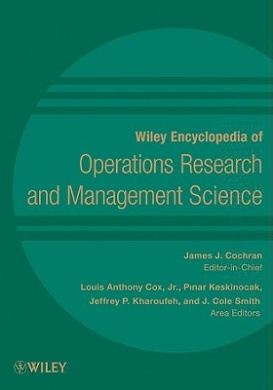 Wiley Encyclopedia of
Operations Research
and Management Science
James J. Cochran
Editor-in-Chief
Louis Anthony Cox, Jr., Pınar Keskinocak,
Jeffrey P. Kharoufeh, and J. Cole Smith
Area Editors
WILEY